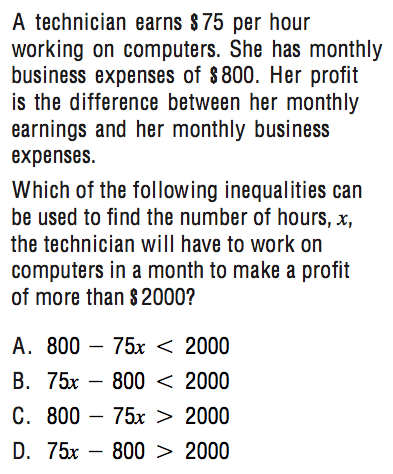 A technician earns $75 per hour
working on computers. She has monthly
business expenses of $800. Her profit
is the difference between her monthly
earnings and her monthly business
expenses.
Which of the following inequalities can
be used to find the number of hours, x,
the technician will have to work on
computers in a month to make a profit
of more than $2000?
A. 800 − 75x < 2000
B. 75x − 800 < 2000
C. 800 − 75x > 2000
D. 75x − 800 > 2000